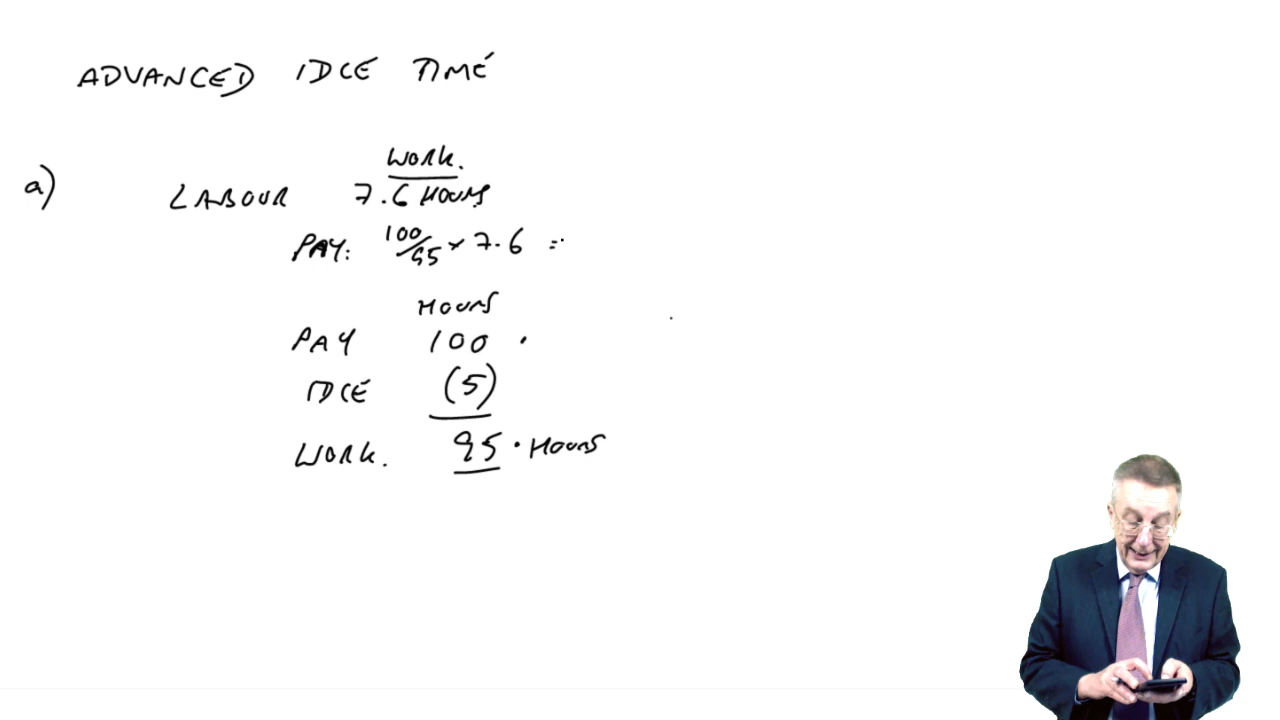 ADVANCED IDLE TIME
a)
WORK.
LABOUR 7.6 HOURS
PAY: 100/95 × 7.6 =
HOURS
PAY 100
IDLE (5)
WORK. 95 HOURS